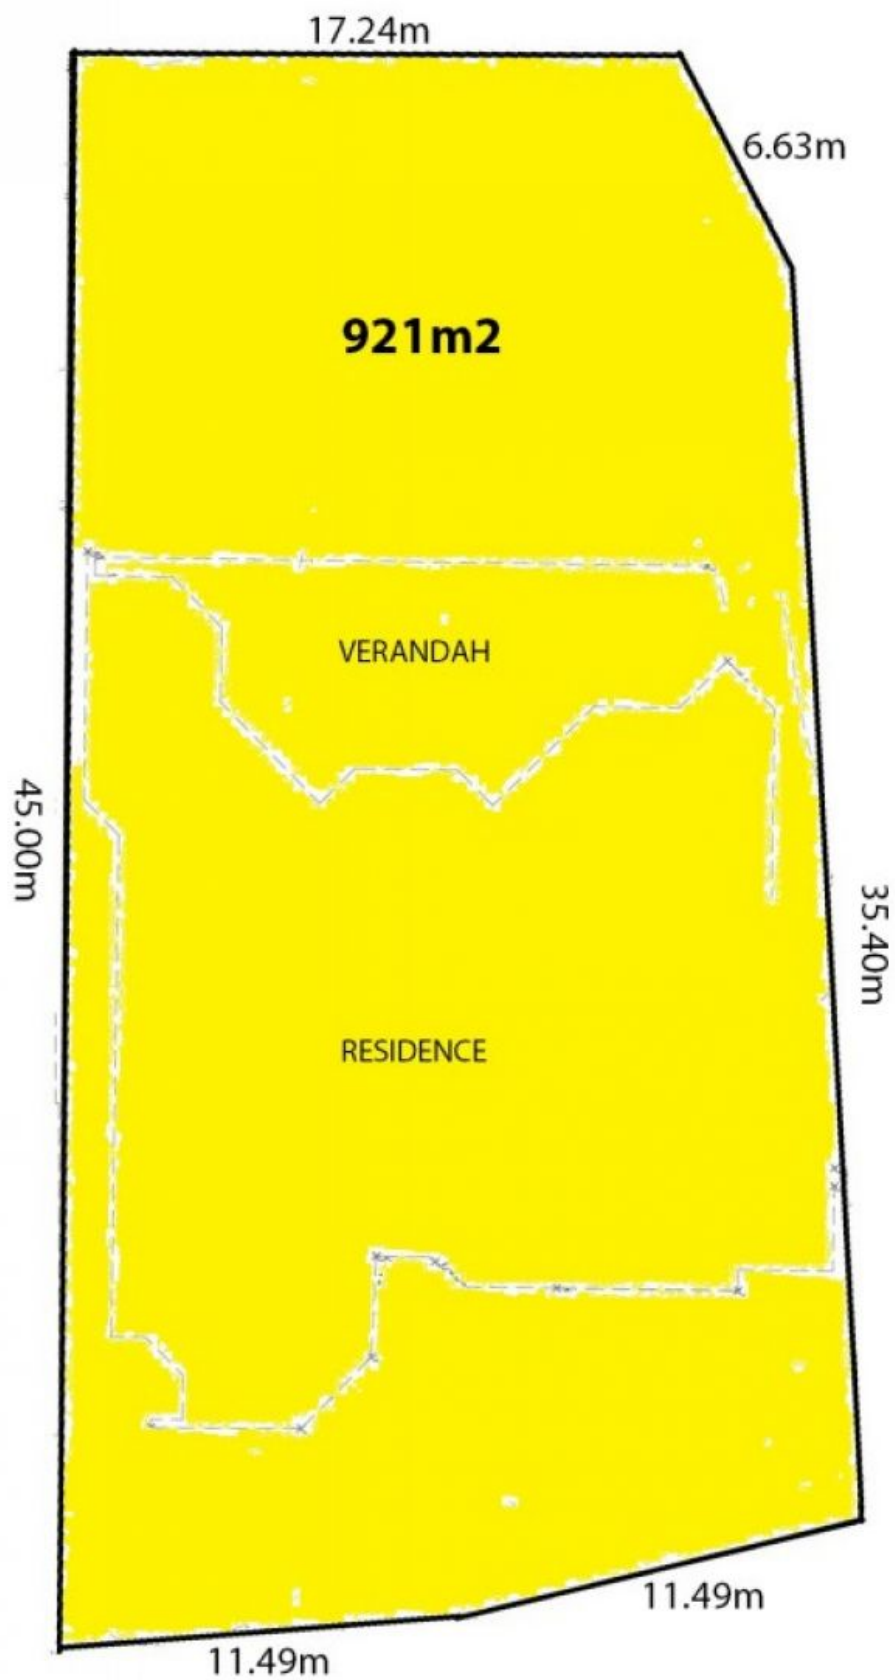 17.24m
6.63m
921m2
VERANDAH
45.00m
35.40m
RESIDENCE
11.49m
11.49m